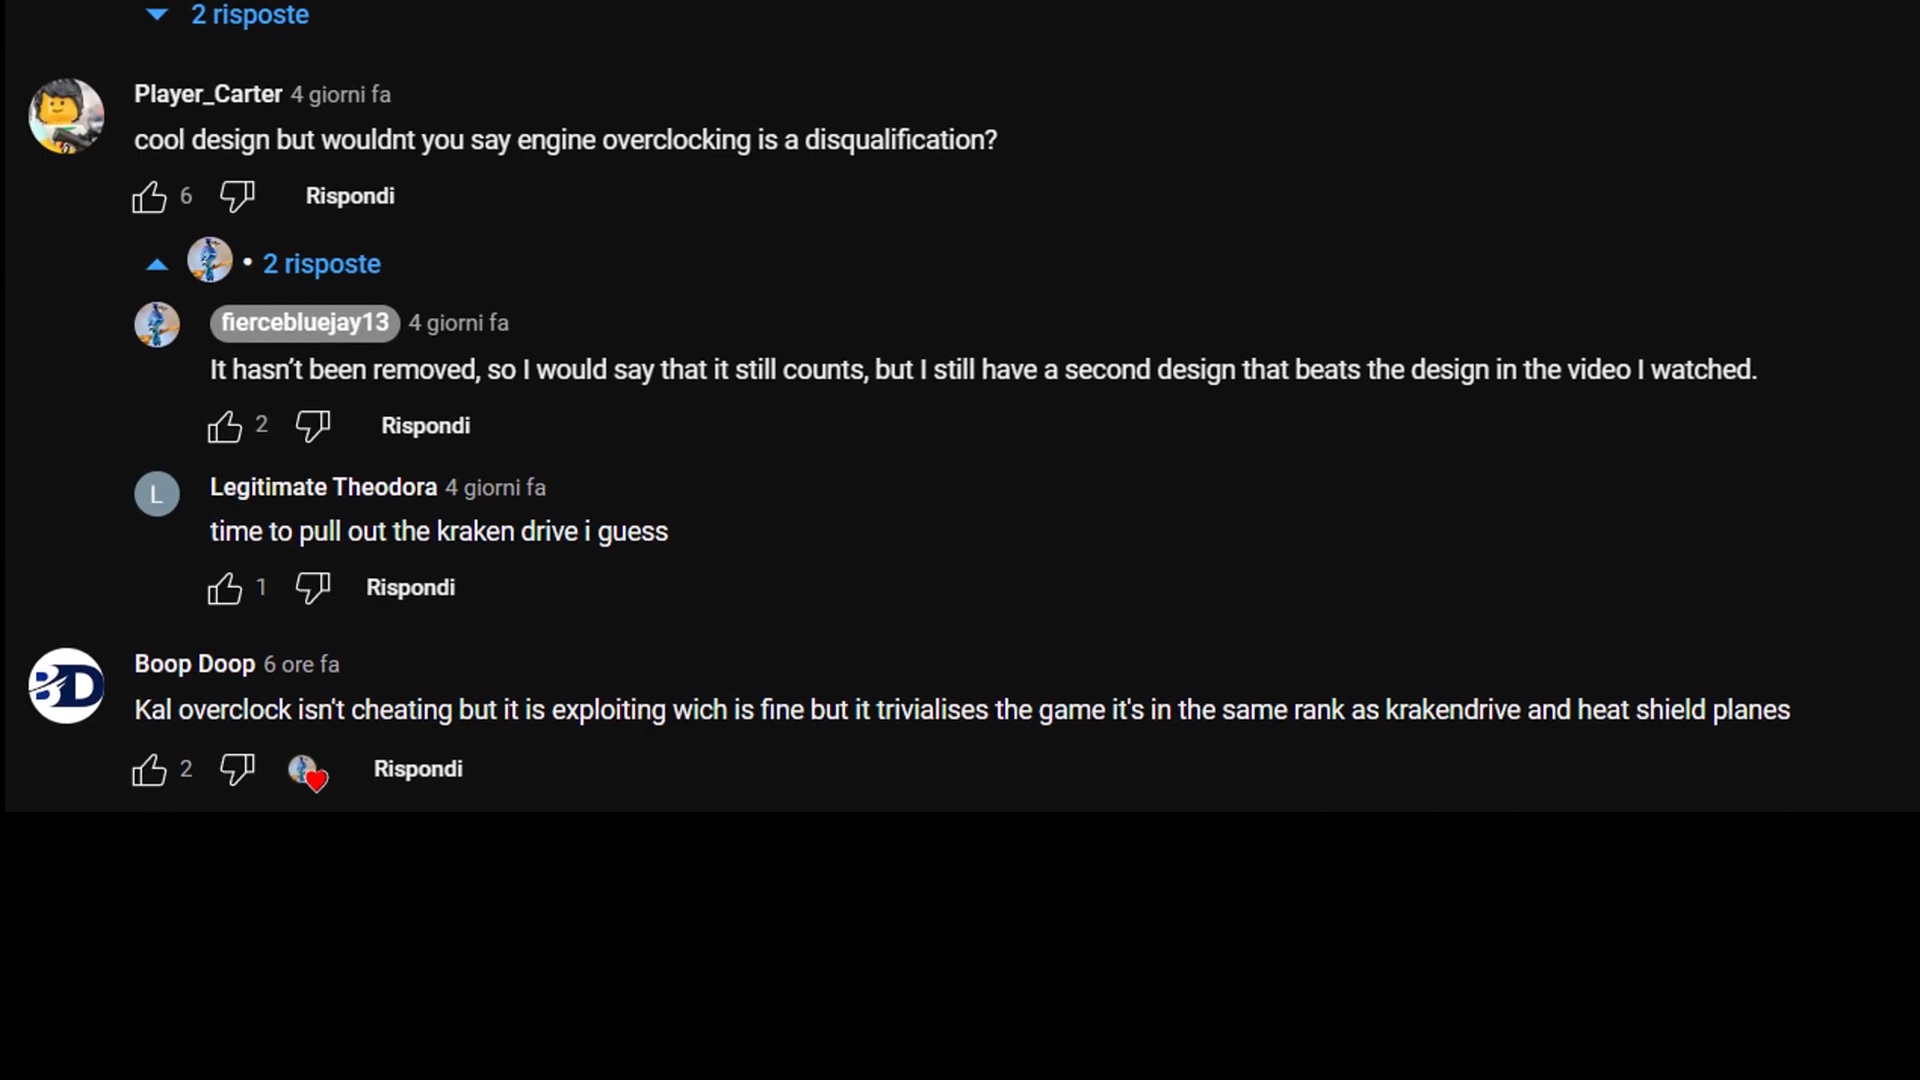 2 risposte
Player_Carter 4 giorni fa
cool design but wouldnt you say engine overclocking is a disqualification?
6 Rispondi
• 2 risposte
fiercebluejay13 4 giorni fa
It hasn’t been removed, so I would say that it still counts, but I still have a second design that beats the design in the video I watched.
2 Rispondi
L
Legitimate Theodora 4 giorni fa
time to pull out the kraken drive i guess
1 Rispondi
BD
Boop Doop 6 ore fa
Kal overclock isn't cheating but it is exploiting wich is fine but it trivialises the game it's in the same rank as krakendrive and heat shield planes
2 Rispondi